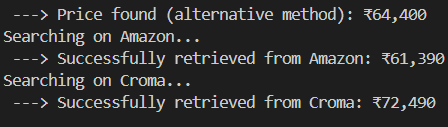 ---> Price found (alternative method): ₹64,400
Searching on Amazon...
---> Successfully retrieved from Amazon: ₹61,390
Searching on Croma...
---> Successfully retrieved from Croma: ₹72,490